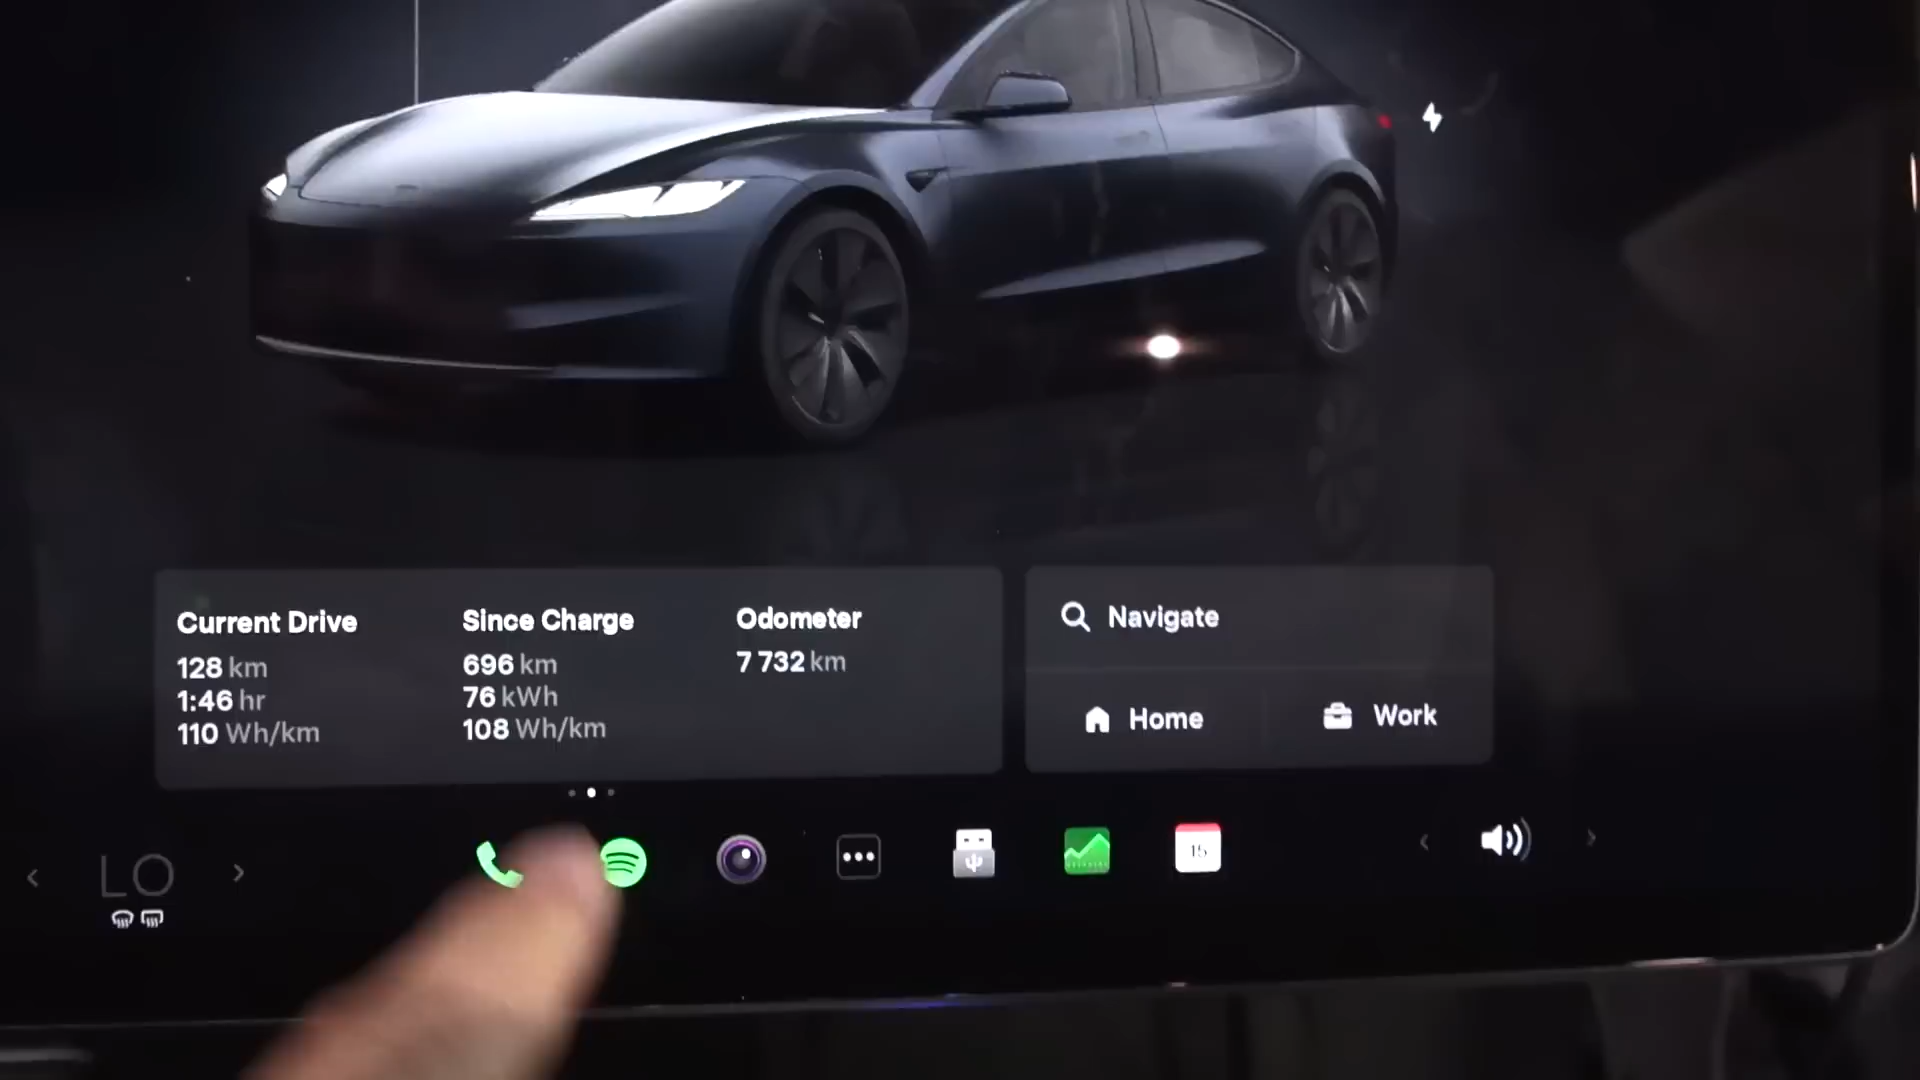 Current Drive
128 km
1:46 hr
110 Wh/km
Since Charge
696 km
76 kWh
108 Wh/km
Odometer
7 732 km
Navigate
Home
Work
LO
15